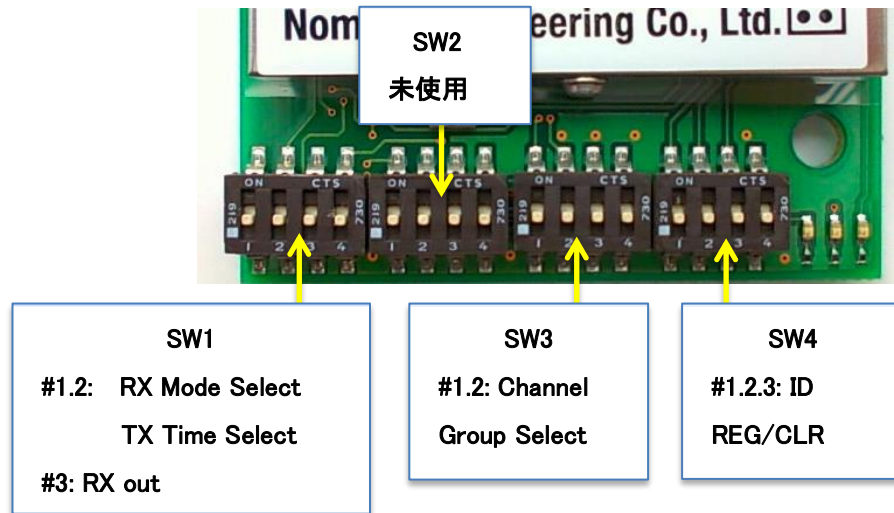 Nom eering Co., Ltd.
SW2
未使用
ON CTS
219 730
1 2 3 4
ON CTS
219 730
1 2 3 4
ON CTS
219 730
1 2 3 4
ON CTS
219 730
1 2 3 4
SW1
#1.2: RX Mode Select
TX Time Select
#3: RX out
SW3
#1.2: Channel
Group Select
SW4
#1.2.3: ID
REG/CLR